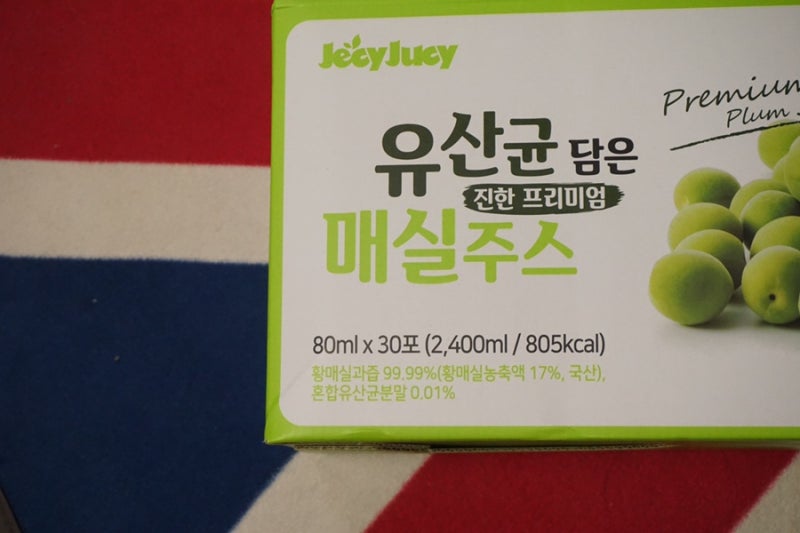 JecyJucy
Premium
Plum
유산균 담은
진한 프리미엄
매실주스
80ml x 30포 (2,400ml / 805kcal)
황매실과즙 99.99%(황매실농축액 17%, 국산),
혼합유산균분말 0.01%